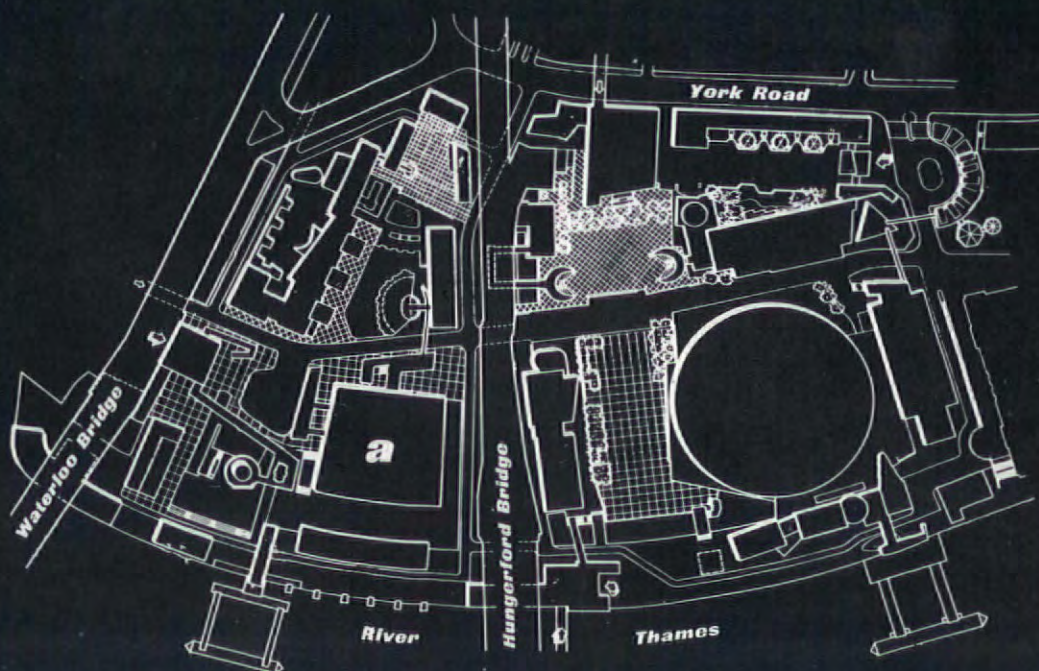 York Road
Waterloo Bridge
a
Hungerford Bridge
River Thames